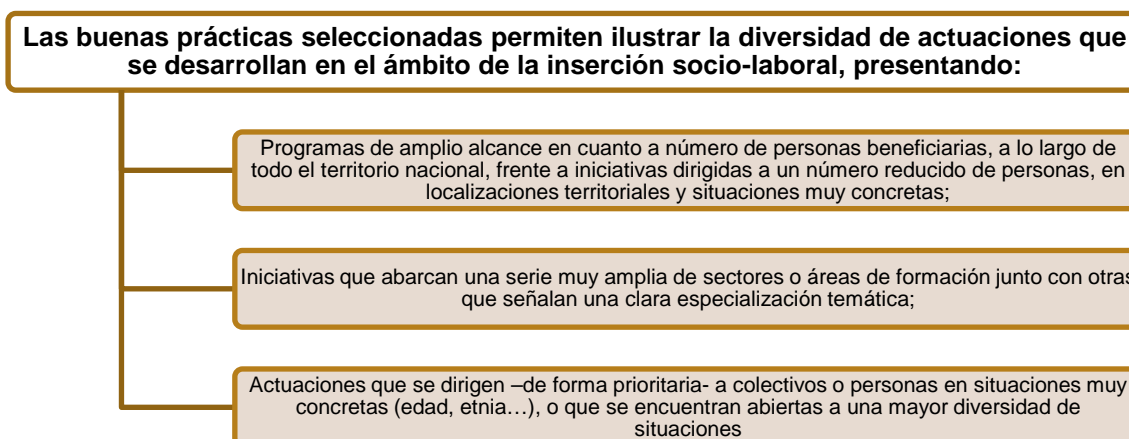 Las buenas prácticas seleccionadas permiten ilustrar la diversidad de actuaciones que
se desarrollan en el ámbito de la inserción socio-laboral, presentando:
Programas de amplio alcance en cuanto a número de personas beneficiarias, a lo largo de
todo el territorio nacional, frente a iniciativas dirigidas a un número reducido de personas, en
localizaciones territoriales y situaciones muy concretas;
Iniciativas que abarcan una serie muy amplia de sectores o áreas de formación junto con otras
que señalan una clara especialización temática;
Actuaciones que se dirigen –de forma prioritaria- a colectivos o personas en situaciones muy
concretas (edad, etnia…), o que se encuentran abiertas a una mayor diversidad de
situaciones